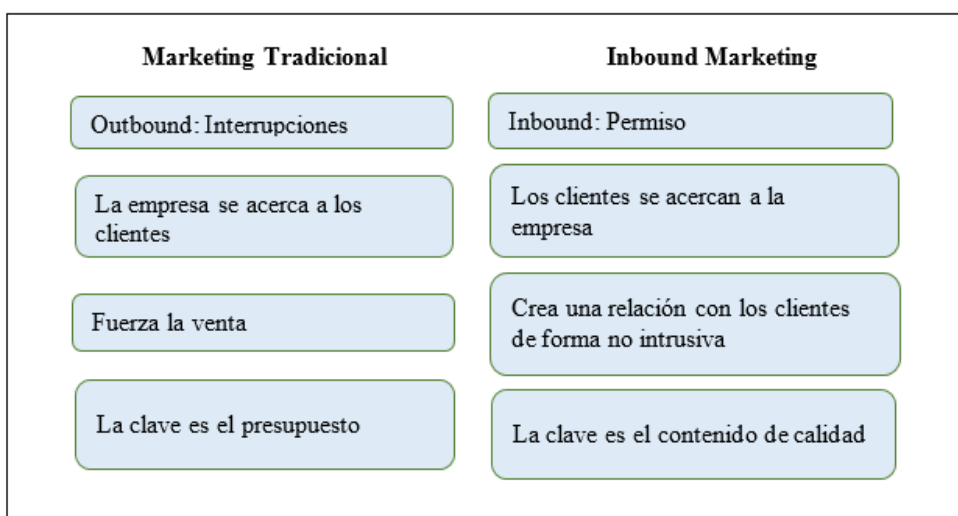 Marketing Tradicional
Outbound: Interrupciones
La empresa se acerca a los
clientes
Fuerza la venta
La clave es el presupuesto
Inbound Marketing
Inbound: Permiso
Los clientes se acercan a la
empresa
Crea una relación con los clientes
de forma no intrusiva
La clave es el contenido de calidad